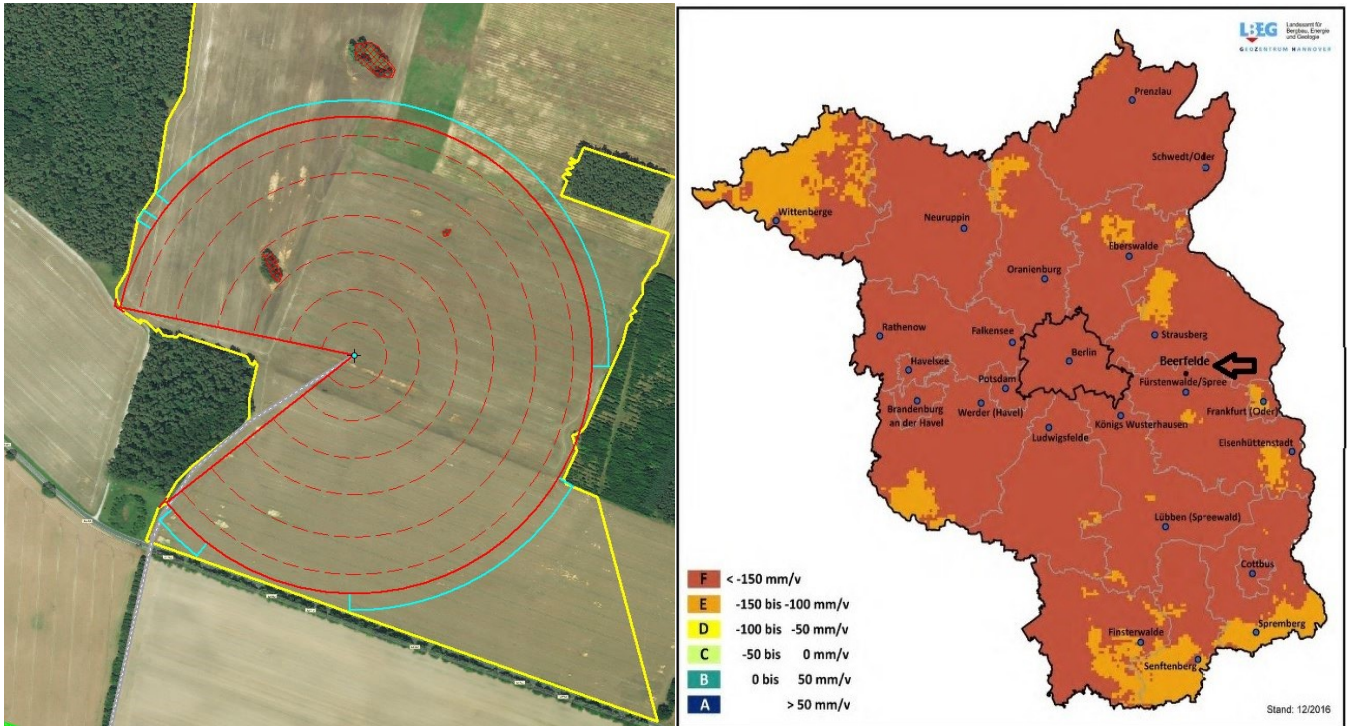 LBEG
Landesamt für
Bergbau, Energie
und Geologie
GEOZENTRUM HANNOVER
Prenzlau
Schwedt/Oder
Wittenberge
Neuruppin
Eberswalde
Oranienburg
Rathenow
Falkensee
Strausberg
Berlin
Beerfelde
Havelsee
Potsdam
Fürstenwalde/Spree
Brandenburg
an der Havel
Werder (Havel)
Königs Wusterhausen
Frankfurt (Oder)
Ludwigsfelde
Eisenhüttenstadt
Lübben (Spreewald)
Cottbus
Finsterwalde
Spremberg
Senftenberg
F < -150 mm/v
E -150 bis -100 mm/v
D -100 bis -50 mm/v
C -50 bis 0 mm/v
B 0 bis 50 mm/v
A > 50 mm/v
Stand: 12/2016